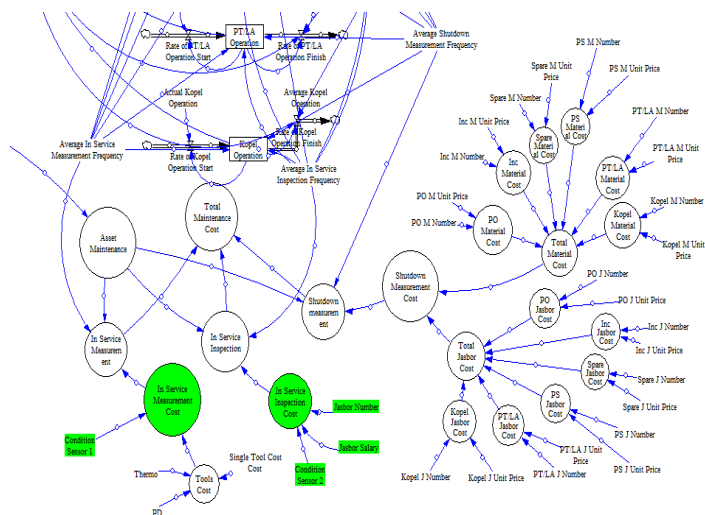 PT/LA
Operation
Rate of PT/LA
Operation Start
Rate of PT/LA
Operation Finish
Average Shutdown
Measurement Frequency
Actual Kopel
Operation
Average Kopel
Operation
Average In Service
Measurement Frequency
Rate of Kopel
Operation Start
Kopel
Operation
Rate of Kopel
Operation Finish
Average In Service
Inspection Frequency
PS M Number
PS M Unit Price
Spare M Unit
Price
Spare M Number
PS
Materi
al Cost
Spare
Materi
al Cost
Inc M Unit
Price
Inc M Number
Inc
Material
Cost
PT/LA M Number
PT/LA M Unit
Price
PT/LA
Material
Cost
PO M Unit Price
PO M Number
PO
Material
Cost
Kopel M Number
Kopel
Material
Cost
Kopel M Unit
Price
Total
Material
Cost
Total
Maintenance
Cost
Asset
Maintenance
Shutdown
Measurement
Cost
Shutdown
measurem
ent
In Service
Measurem
ent
In Service
Inspection
PO J Number
PO J Unit Price
PO
Jasbor
Cost
Inc J Number
Inc
Jasbor
Cost
Inc J Unit Price
Total
Jasbor
Cost
Spare J Number
Spare
Jasbor
Cost
Spare J Unit Price
PS
Jasbor
Cost
PS J Number
PS J Unit Price
PT/LA
Jasbor
Cost
PT/LA J Unit
Price
PT/LA J Number
Kopel
Jasbor
Cost
Kopel J Number
Kopel J Unit Price
In Service
Measurement
Cost
In Service
Inspection
Cost
Jasbor Number
Jasbor Salary
Condition
Sensor 1
Condition
Sensor 2
Single Tool Cost
Cost
Thermo
Tools
Cost
PD